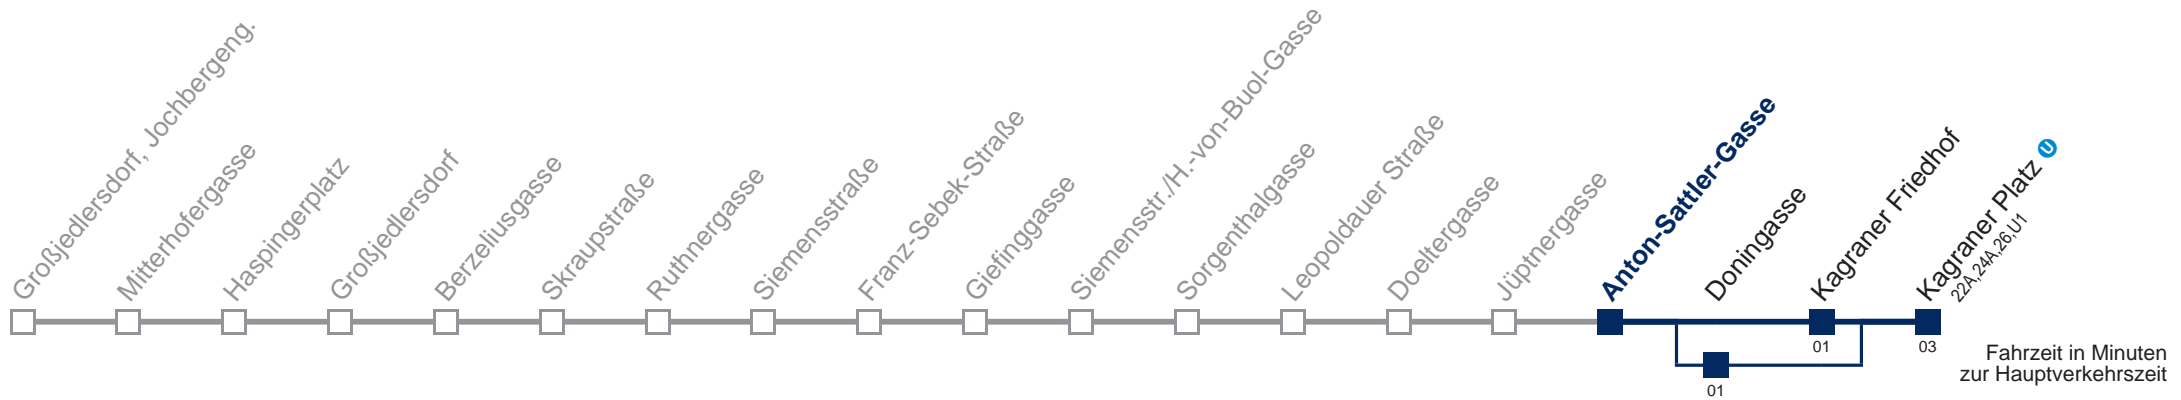 Großjedlersdorf, Jochbergeng.
Mitterhofergasse
Haspingerplatz
Großjedlersdorf
Berzeliusgasse
Skraupstraße
Ruthnergasse
Siemensstraße
Franz-Sebek-Straße
Giefinggasse
Siemensstr./H.-von-Buol-Gasse
Sorgenthalgasse
Leopoldauer Straße
Doeltergasse
Jüptnergasse
Anton-Sattler-Gasse
Doningasse
Kagraner Friedhof
Kagraner Platz U
22A,24A,26,U1
01
03
01
Fahrzeit in Minuten
zur Hauptverkehrszeit